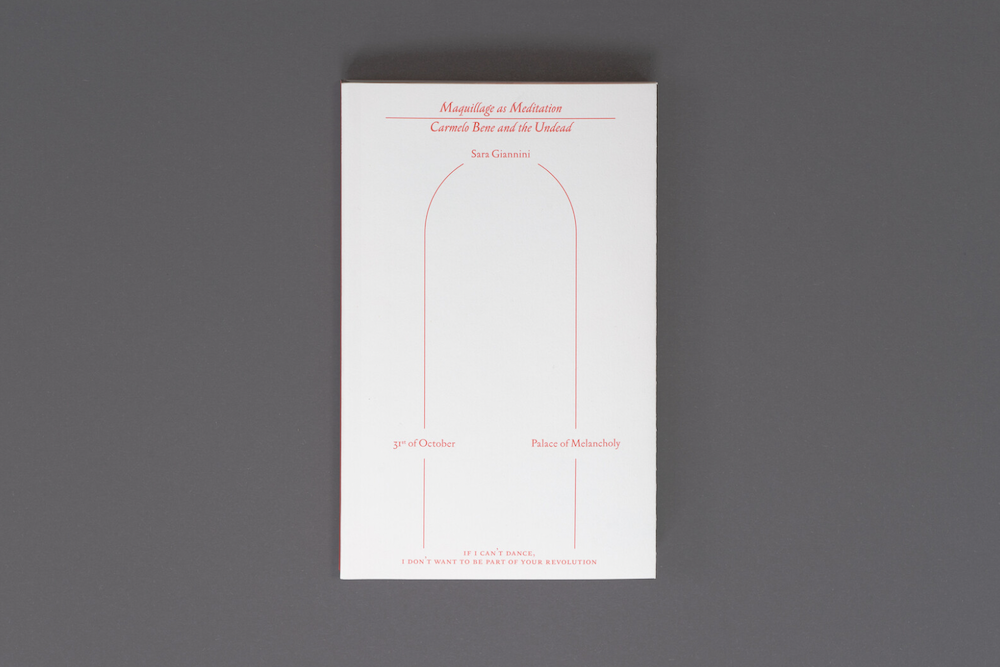 Maquillage as Meditation
Carmelo Bene and the Undead
Sara Giannini
31st of October
Palace of Melancholy
IF I CAN'T DANCE,
I DON'T WANT TO BE PART OF YOUR REVOLUTION